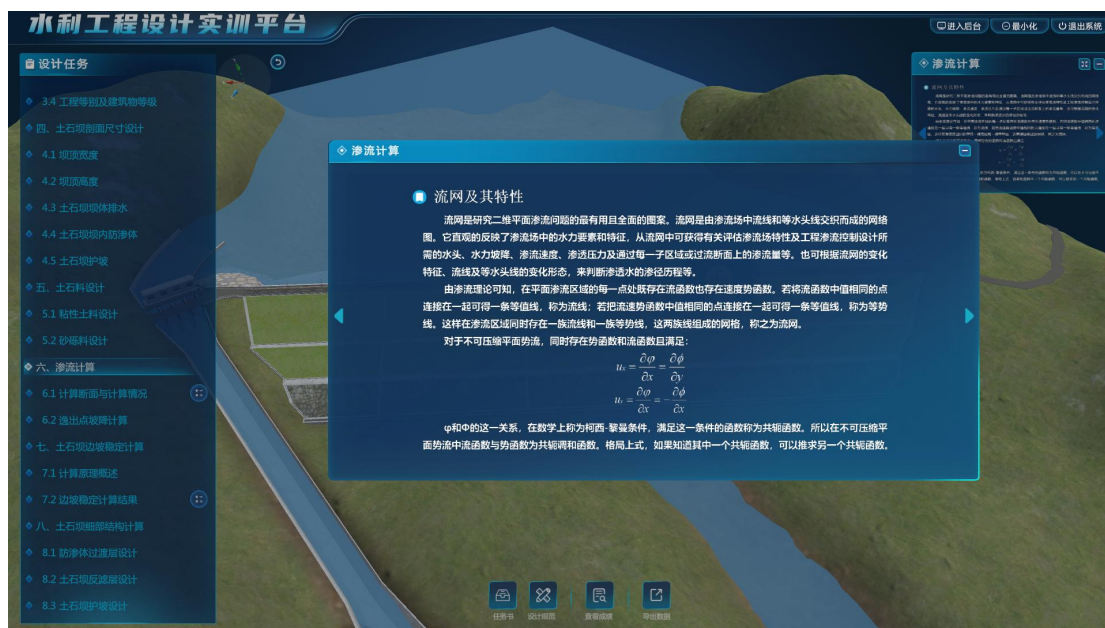 水利工程设计实训平台
进入后台
最小化
退出系统
设计任务
3.4 工程等别及建筑物等级
四、土石坝剖面尺寸设计
4.1 坝顶宽度
4.2 坝顶高度
4.3 土石坝坝体排水
4.4 土石坝坝内防渗体
4.5 土石坝护坡
五、土石料设计
5.1 粘性土料设计
5.2 砂砾料设计
六、渗流计算
6.1 计算断面与计算情况
6.2 逸出点坡降计算
七、土石坝边坡稳定计算
7.1 计算原理概述
7.2 边坡稳定计算结果
八、土石坝细部结构计算
8.1 防渗体过渡层设计
8.2 土石坝反滤层设计
8.3 土石坝护坡设计
渗流计算
流网及其特性
流网是研究二维平面渗流问题的最有用且全面的图案。流网是由渗流场中流线和等水头线交织而成的网络
图。它直观的反映了渗流场中的水力要素和特征，从流网中可获得有关评估渗流场特性及工程渗流控制设计所
需的水头、水力坡降、渗流速度、渗透压力及通过每一子区域或过流断面上的渗流量等。也可根据流网的变化
特征、流线及等水头线的变化形态，来判断渗透水的渗径历程等。
由渗流理论可知，在平面渗流区域的每一点处既存在流函数也存在速度势函数。若将流函数中值相同的点
连接在一起可得一条等值线，称为流线；若把流速势函数中值相同的点连接在一起可得一条等值线，称为等势
线。这样在渗流区域同时存在一族流线和一族等势线，这两族线组成的网格，称之为流网。
对于不可压缩平面势流，同时存在势函数和流函数且满足：
uₓ = ∂φ/∂x = ∂ϕ/∂y
φ和Φ的这一关系，在数学上称为柯西-黎曼条件，满足这一条件的函数称为共轭函数。所以在不可压缩平
面势流中流函数与势函数为共轭调和函数。格局上式，如果知道其中一个共轭函数，可以推求另一个共轭函数。
渗流计算
流网及其特性
任务书
设计规范
查看成绩
导出数据